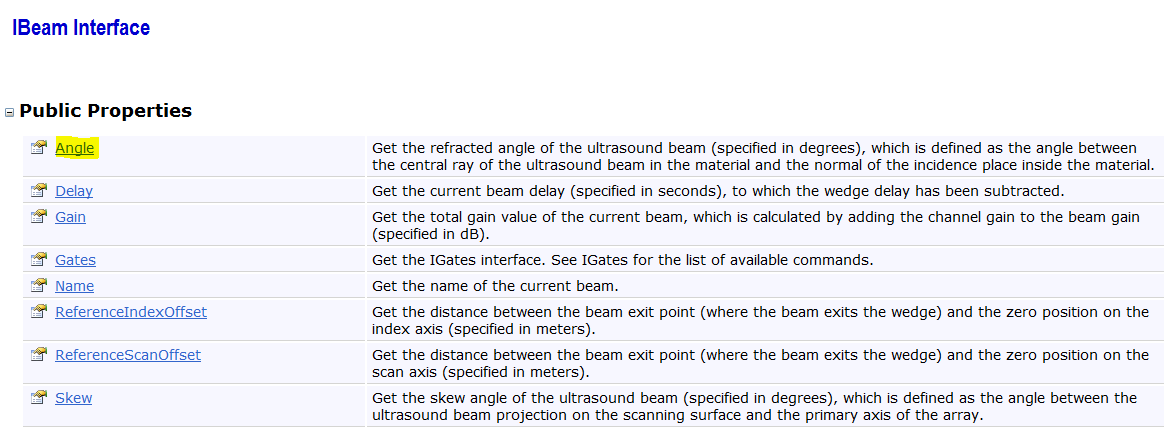 IBeam Interface
Public Properties
Angle Get the refracted angle of the ultrasound beam (specified in degrees), which is defined as the angle between
the central ray of the ultrasound beam in the material and the normal of the incidence place inside the material.
Delay Get the current beam delay (specified in seconds), to which the wedge delay has been subtracted.
Gain Get the total gain value of the current beam, which is calculated by adding the channel gain to the beam gain
(specified in dB).
Gates Get the IGates interface. See IGates for the list of available commands.
Name Get the name of the current beam.
ReferenceIndexOffset Get the distance between the beam exit point (where the beam exits the wedge) and the zero position on the
index axis (specified in meters).
ReferenceScanOffset Get the distance between the beam exit point (where the beam exits the wedge) and the zero position on the
scan axis (specified in meters).
Skew Get the skew angle of the ultrasound beam (specified in degrees), which is defined as the angle between the
ultrasound beam projection on the scanning surface and the primary axis of the array.